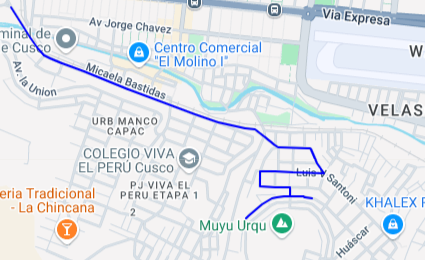 Av Jorge Chavez
Vía Expresa
minal de
e Cusco
Centro Comercial
"El Molino I"
W
Av. la Union
Micaela Bastidas
VELAS
URB MANCO
CAPAC
COLEGIO VIVA
EL PERÚ Cusco
PJ VIVA EL
PERU ETAPA 1
2
Luis
Santoni
eria Tradicional
- La Chincana
Muyu Urqu
KHALEX F
Huáscar